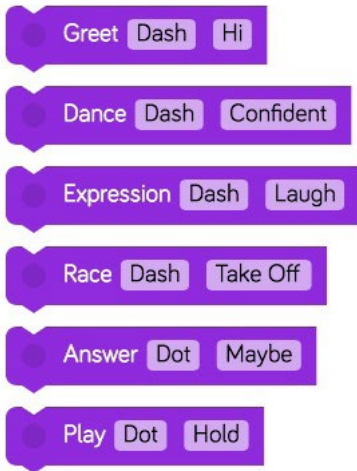 Greet Dash Hi
Dance Dash Confident
Expression Dash Laugh
Race Dash Take Off
Answer Dot Maybe
Play Dot Hold